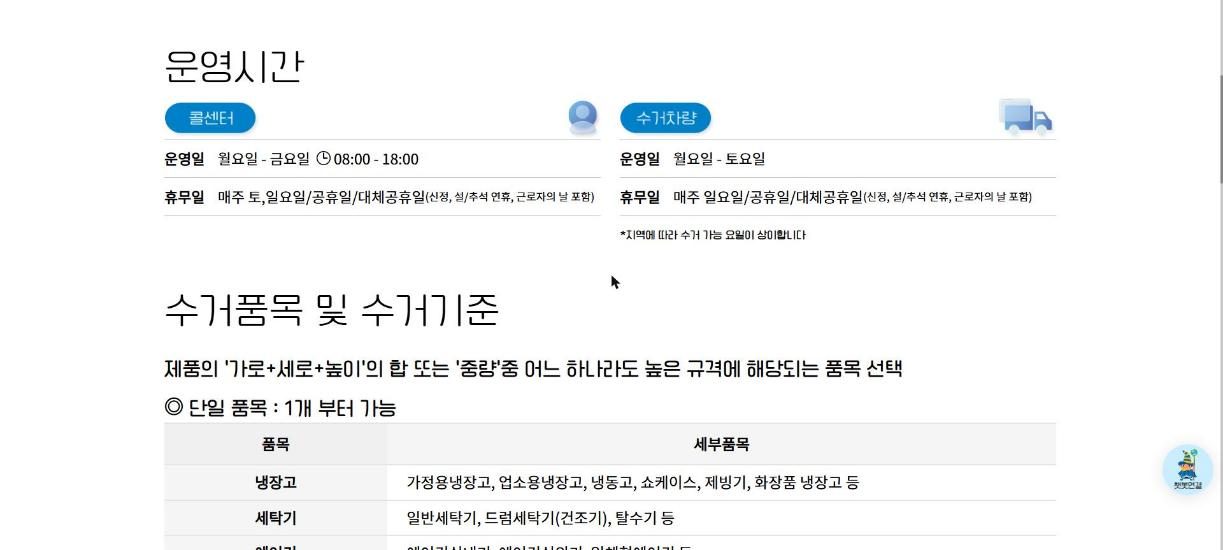 운영시간
콜센터
운영일 월요일 - 금요일 08:00 - 18:00
휴무일 매주 토,일요일/공휴일/대체공휴일(신정, 설/추석 연휴, 근로자의 날 포함)
수거차량
운영일 월요일 - 토요일
휴무일 매주 일요일/공휴일/대체공휴일(신정, 설/추석 연휴, 근로자의 날 포함)
*지역에 따라 수거 가능 요일이 상이합니다
수거품목 및 수거기준
제품의 '가로+세로+높이'의 합 또는 '중량'중 어느 하나라도 높은 규격에 해당되는 품목 선택
◎ 단일 품목 : 1개 부터 가능
품목 세부품목
냉장고 가정용냉장고, 업소용냉장고, 냉동고, 쇼케이스, 제빙기, 화장품 냉장고 등
세탁기 일반세탁기, 드럼세탁기(건조기), 탈수기 등
챗봇연결